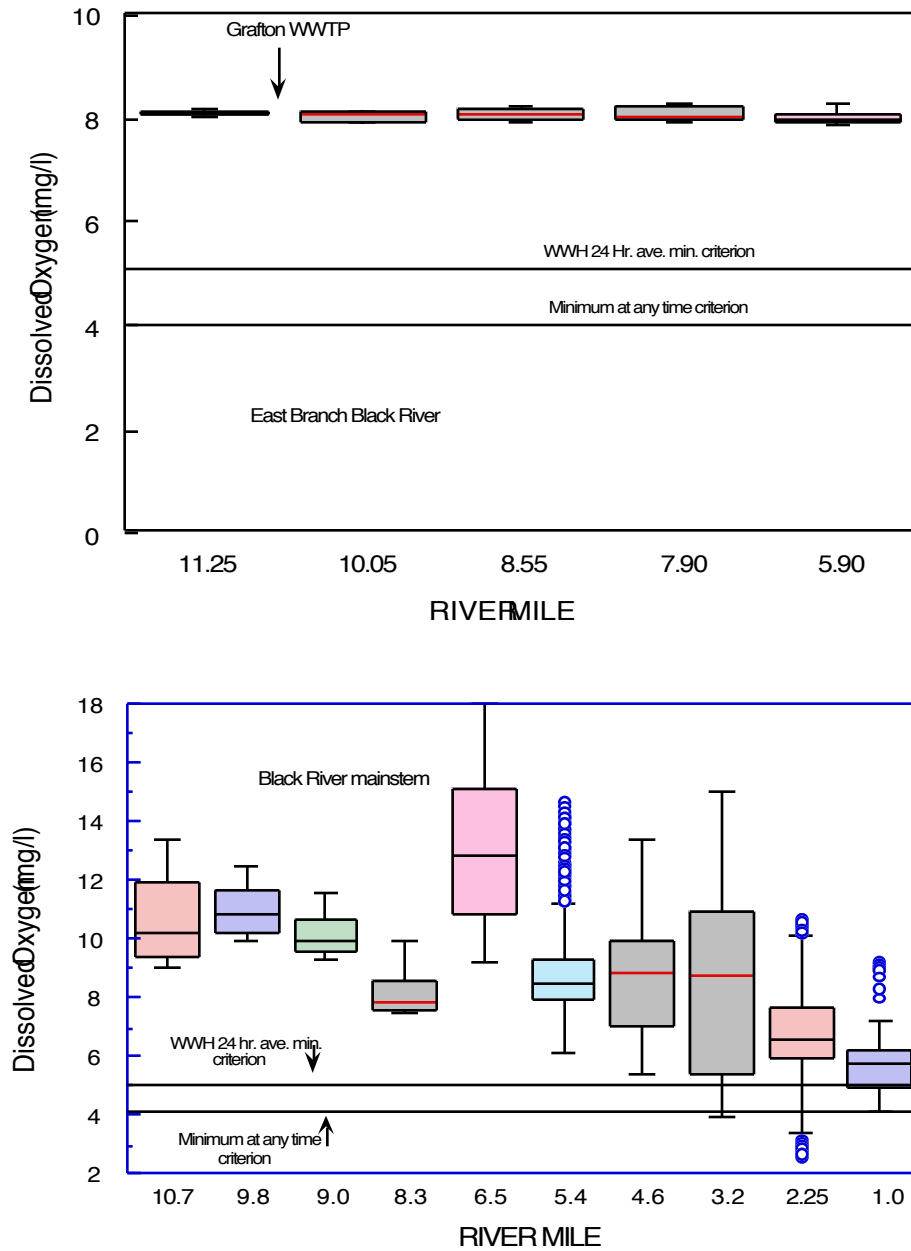 10
Grafton WWTP
8
6
WWH 24 Hr. ave. min. criterion
Minimum at any time criterion
4
East Branch Black River
2
0
Dissolved Oxygen (mg/l)
11.25 10.05 8.55 7.90 5.90
RIVER MILE
18
16
Black River mainstem
14
12
10
8
WWH 24 hr. ave. min.
criterion
6
4
Minimum at any time
criterion
2
Dissolved Oxygen (mg/l)
10.7 9.8 9.0 8.3 6.5 5.4 4.6 3.2 2.25 1.0
RIVER MILE